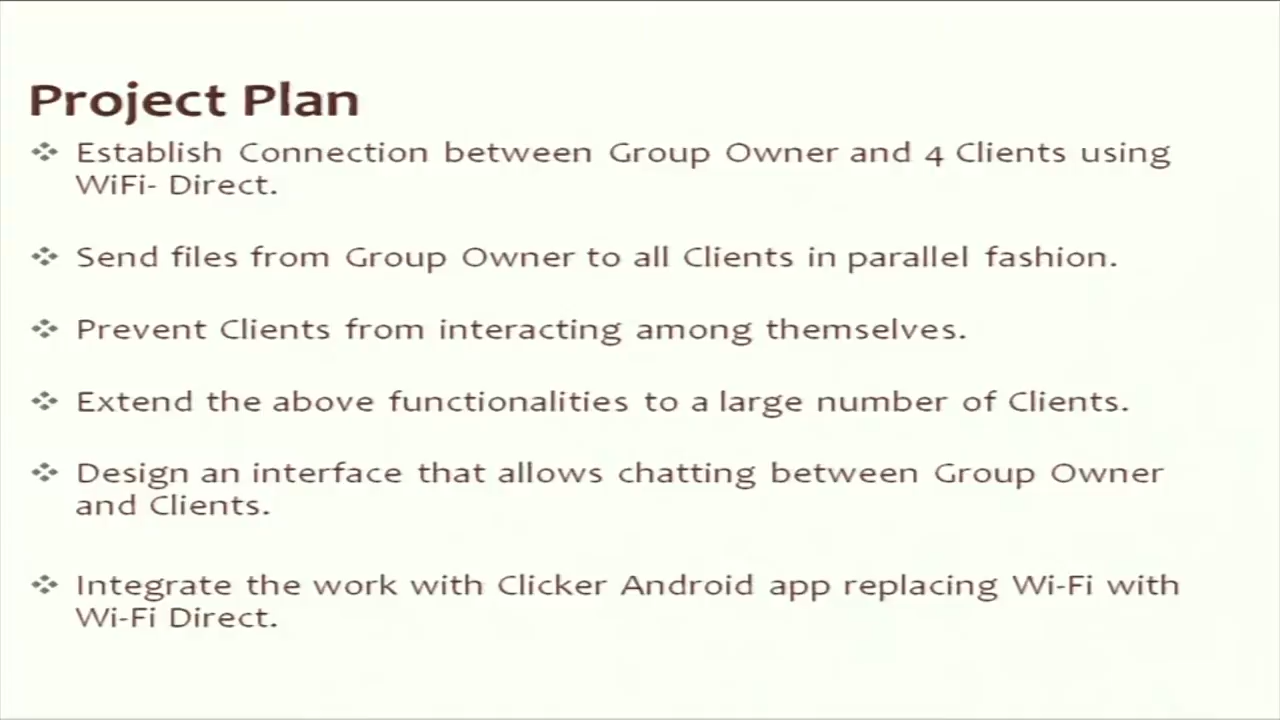 Project Plan
Establish Connection between Group Owner and 4 Clients using
WiFi- Direct.
Send files from Group Owner to all Clients in parallel fashion.
Prevent Clients from interacting among themselves.
Extend the above functionalities to a large number of Clients.
Design an interface that allows chatting between Group Owner
and Clients.
Integrate the work with Clicker Android app replacing Wi-Fi with
Wi-Fi Direct.